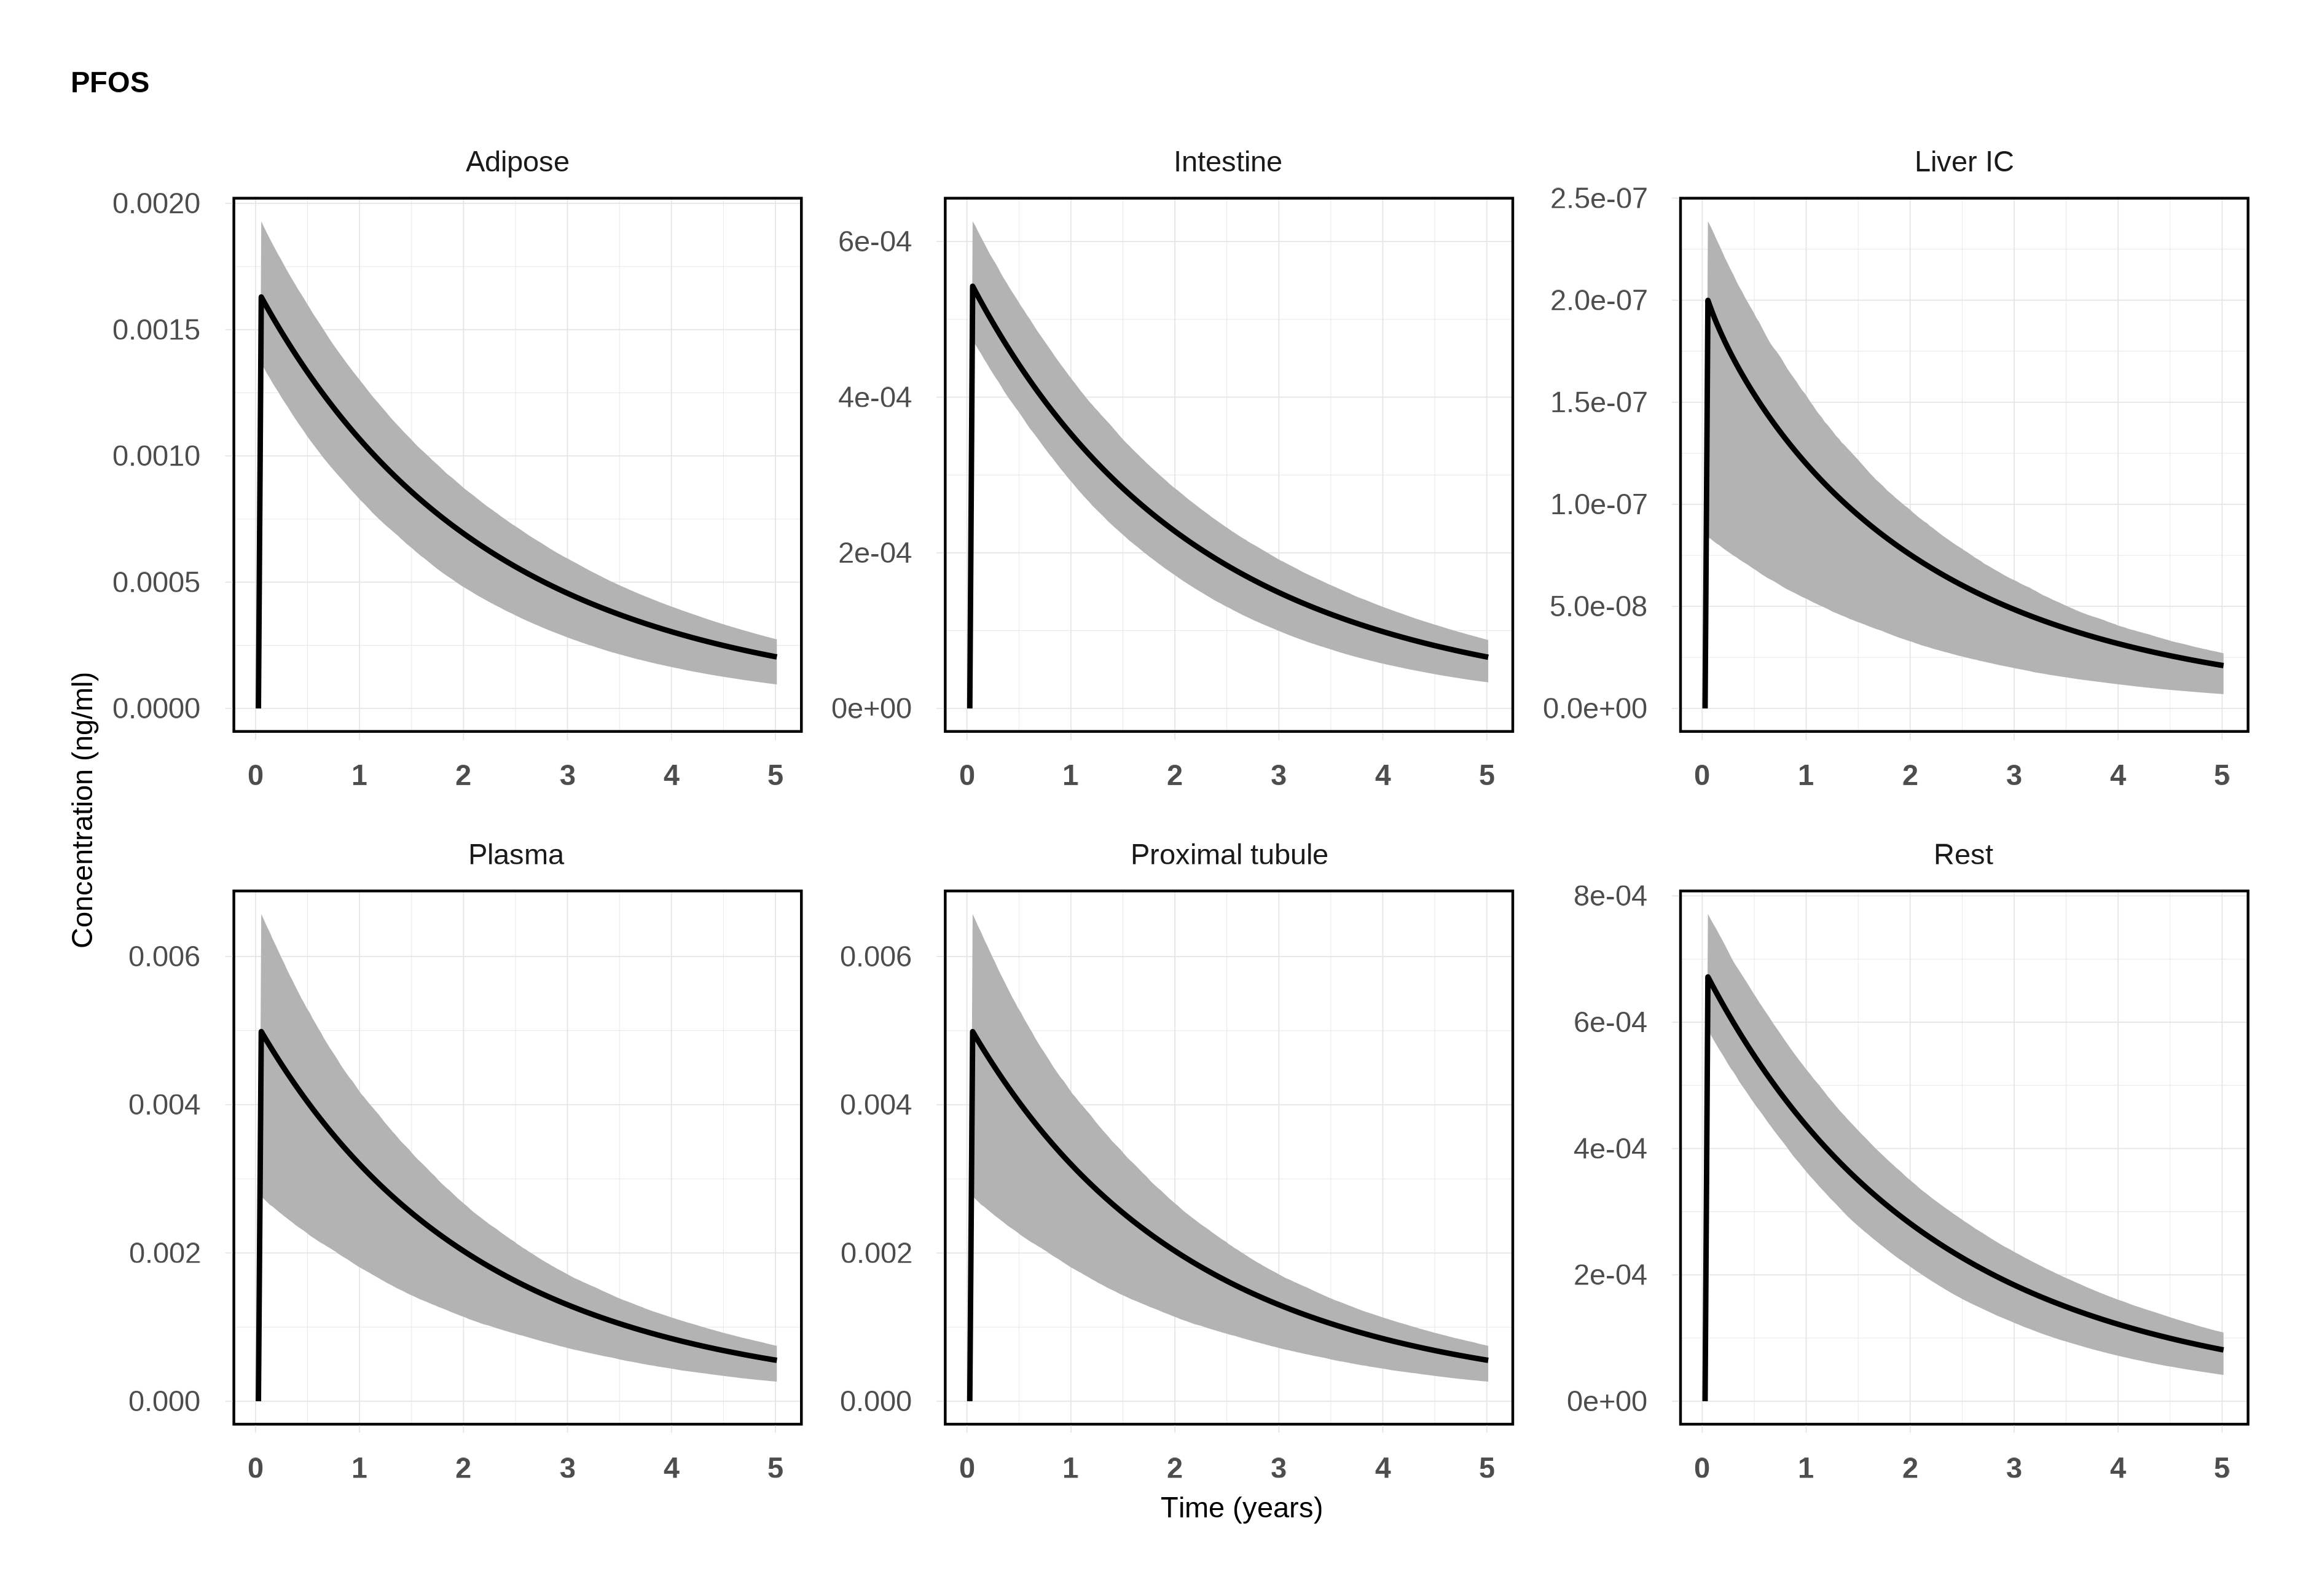 PFOS
Adipose
Intestine
Liver IC
0.0020
0.0015
0.0010
0.0005
0.0000
6e-04
4e-04
2e-04
0e+00
2.5e-07
2.0e-07
1.5e-07
1.0e-07
5.0e-08
0.0e+00
0 1 2 3 4 5
0 1 2 3 4 5
0 1 2 3 4 5
Concentration (ng/ml)
Plasma
Proximal tubule
Rest
0.006
0.004
0.002
0.000
0.006
0.004
0.002
0.000
8e-04
6e-04
4e-04
2e-04
0e+00
0 1 2 3 4 5
0 1 2 3 4 5
0 1 2 3 4 5
Time (years)